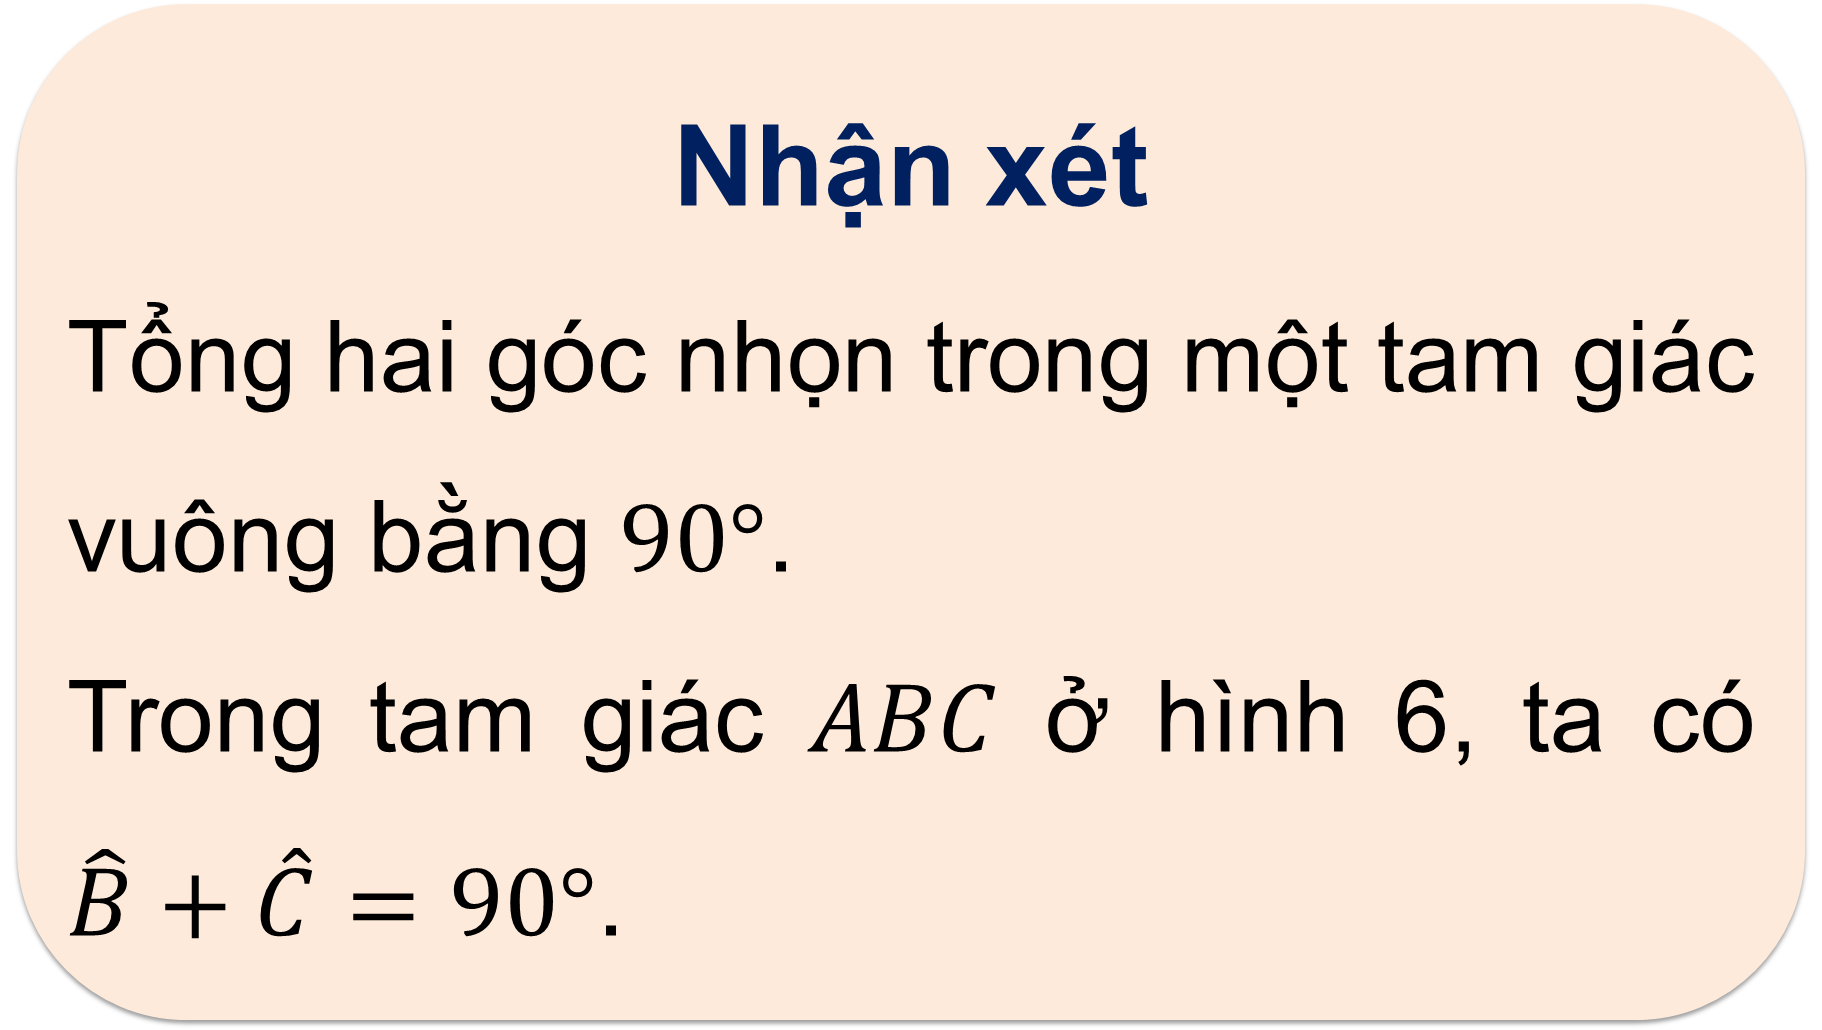 Nhận xét
Tổng hai góc nhọn trong một tam giác
vuông bằng 90°.
Trong tam giác ABC ở hình 6, ta có
B̂ + Ĉ = 90°.